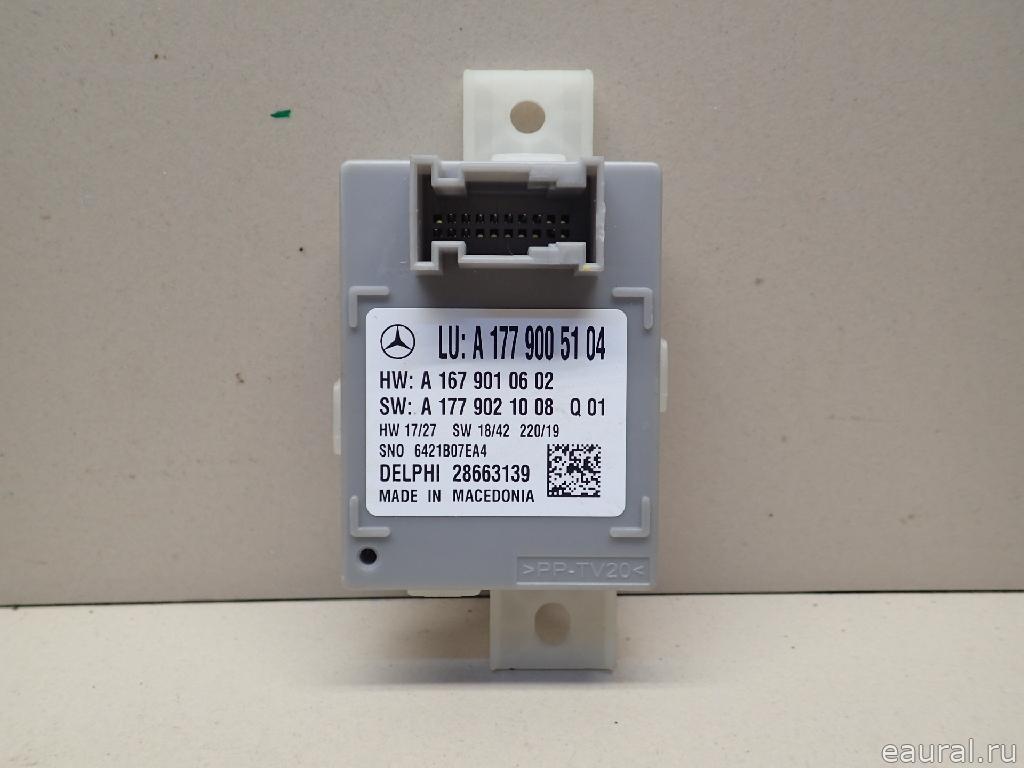 LU: A 177 900 51 04
HW: A 167 901 06 02
SW: A 177 902 10 08 Q 01
HW 17/27 SW 18/42 220/19
SNO 6421B07EA4
DELPHI 28663139
MADE IN MACEDONIA
>PP-TV20<
eaural.ru